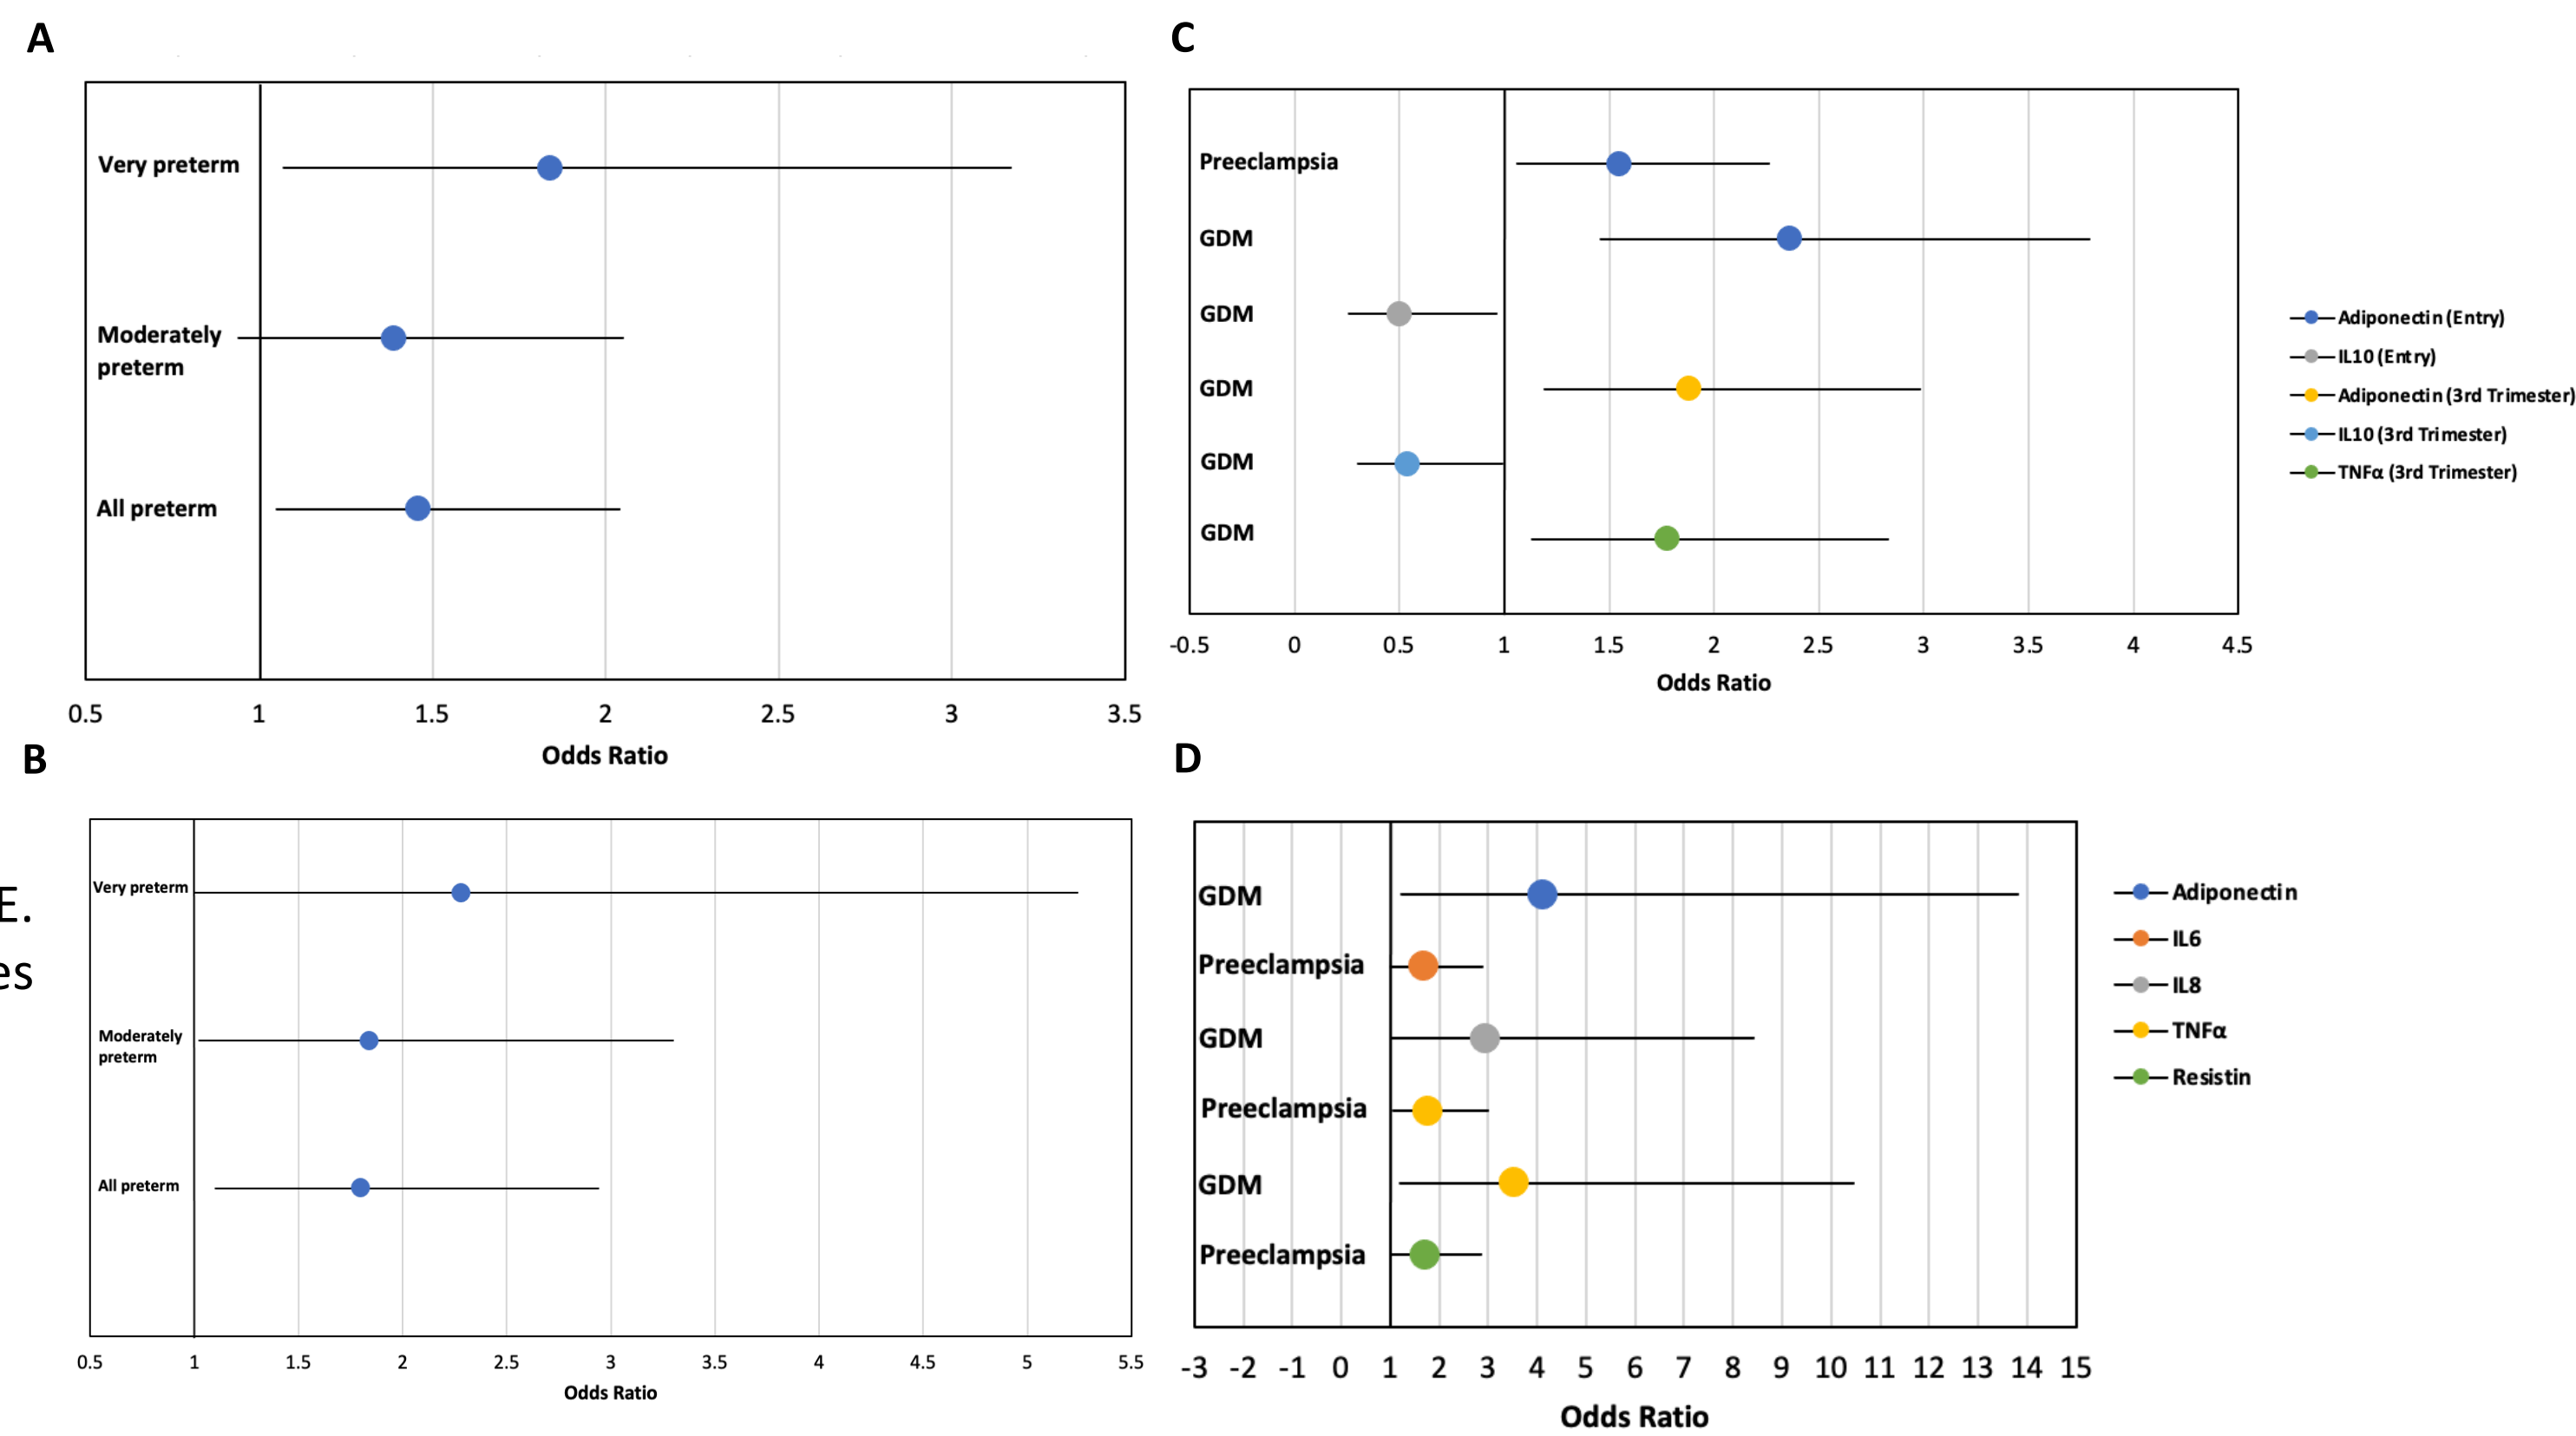 A
Very preterm
Moderately
preterm
All preterm
0.5 1 1.5 2 2.5 3 3.5
Odds Ratio
C
Preeclampsia
GDM
GDM
GDM
GDM
GDM
-0.5 0 0.5 1 1.5 2 2.5 3 3.5 4 4.5
Odds Ratio
Adiponectin (Entry)
IL10 (Entry)
Adiponectin (3rd Trimester)
IL10 (3rd Trimester)
TNFα (3rd Trimester)
B
E.
es
Very preterm
Moderately
preterm
All preterm
0.5 1 1.5 2 2.5 3 3.5 4 4.5 5 5.5
Odds Ratio
D
GDM
Preeclampsia
GDM
Preeclampsia
GDM
Preeclampsia
-3 -2 -1 0 1 2 3 4 5 6 7 8 9 10 11 12 13 14 15
Odds Ratio
Adiponectin
IL6
IL8
TNFα
Resistin